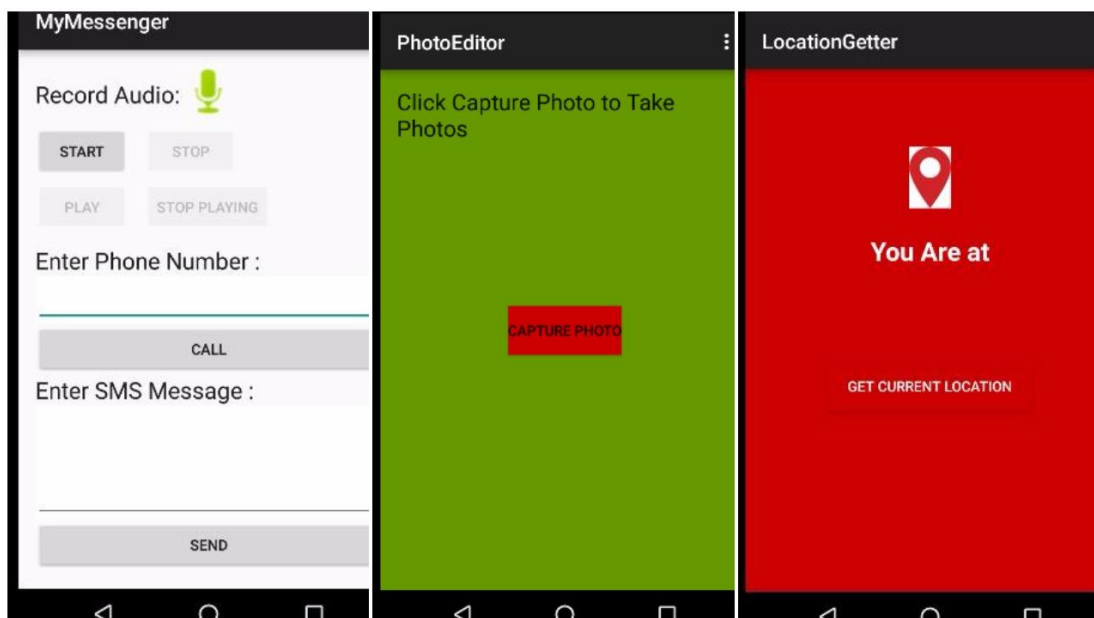 MyMessenger
Record Audio:
START STOP
PLAY STOP PLAYING
Enter Phone Number :
CALL
Enter SMS Message :
SEND
PhotoEditor
Click Capture Photo to Take
Photos
CAPTURE PHOTO
LocationGetter
You Are at
GET CURRENT LOCATION